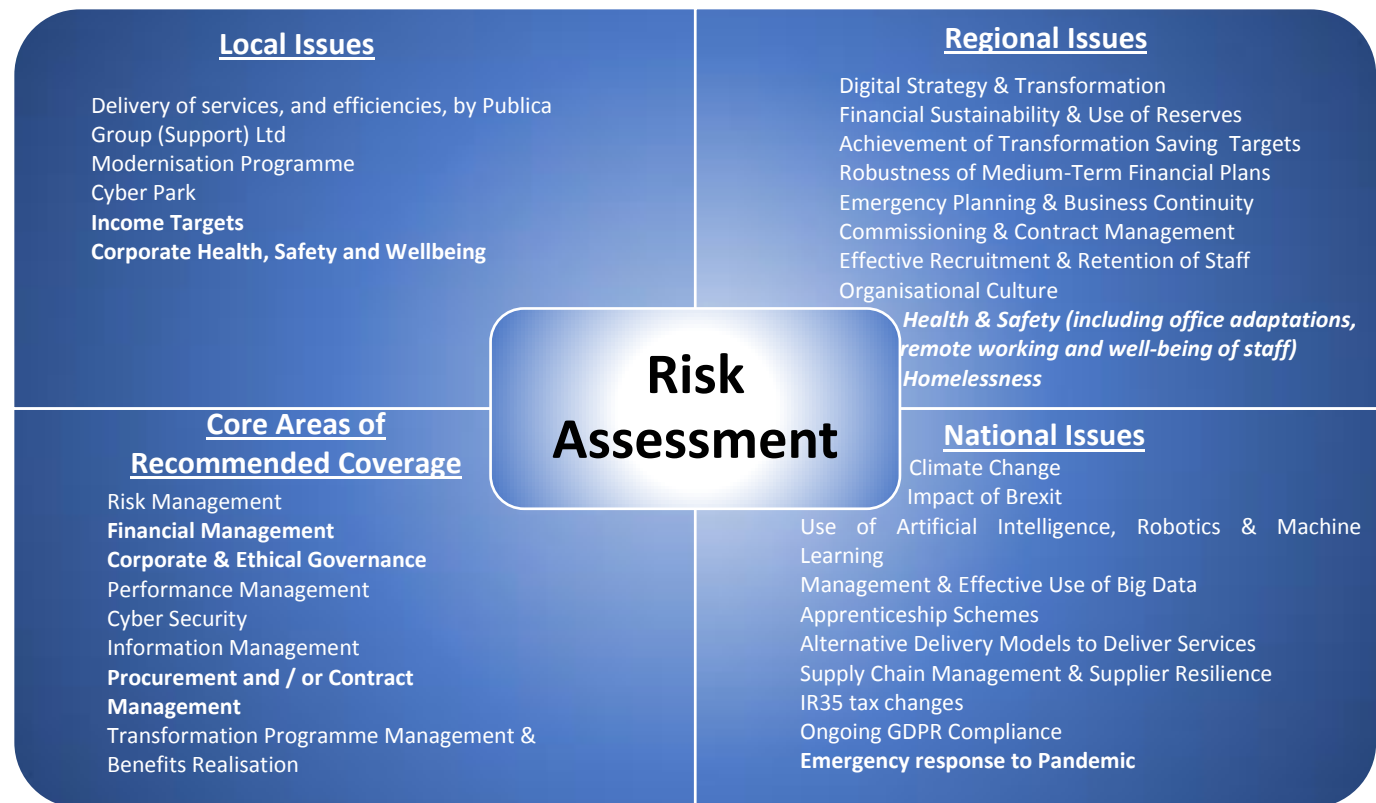 Local Issues
Delivery of services, and efficiencies, by Publica
Group (Support) Ltd
Modernisation Programme
Cyber Park
Income Targets
Corporate Health, Safety and Wellbeing
Regional Issues
Digital Strategy & Transformation
Financial Sustainability & Use of Reserves
Achievement of Transformation Saving Targets
Robustness of Medium-Term Financial Plans
Emergency Planning & Business Continuity
Commissioning & Contract Management
Effective Recruitment & Retention of Staff
Organisational Culture
Health & Safety (including office adaptations,
remote working and well-being of staff)
Homelessness
Risk
Assessment
Core Areas of
Recommended Coverage
Risk Management
Financial Management
Corporate & Ethical Governance
Performance Management
Cyber Security
Information Management
Procurement and / or Contract
Management
Transformation Programme Management &
Benefits Realisation
National Issues
Climate Change
Impact of Brexit
Use of Artificial Intelligence, Robotics & Machine
Learning
Management & Effective Use of Big Data
Apprenticeship Schemes
Alternative Delivery Models to Deliver Services
Supply Chain Management & Supplier Resilience
IR35 tax changes
Ongoing GDPR Compliance
Emergency response to Pandemic